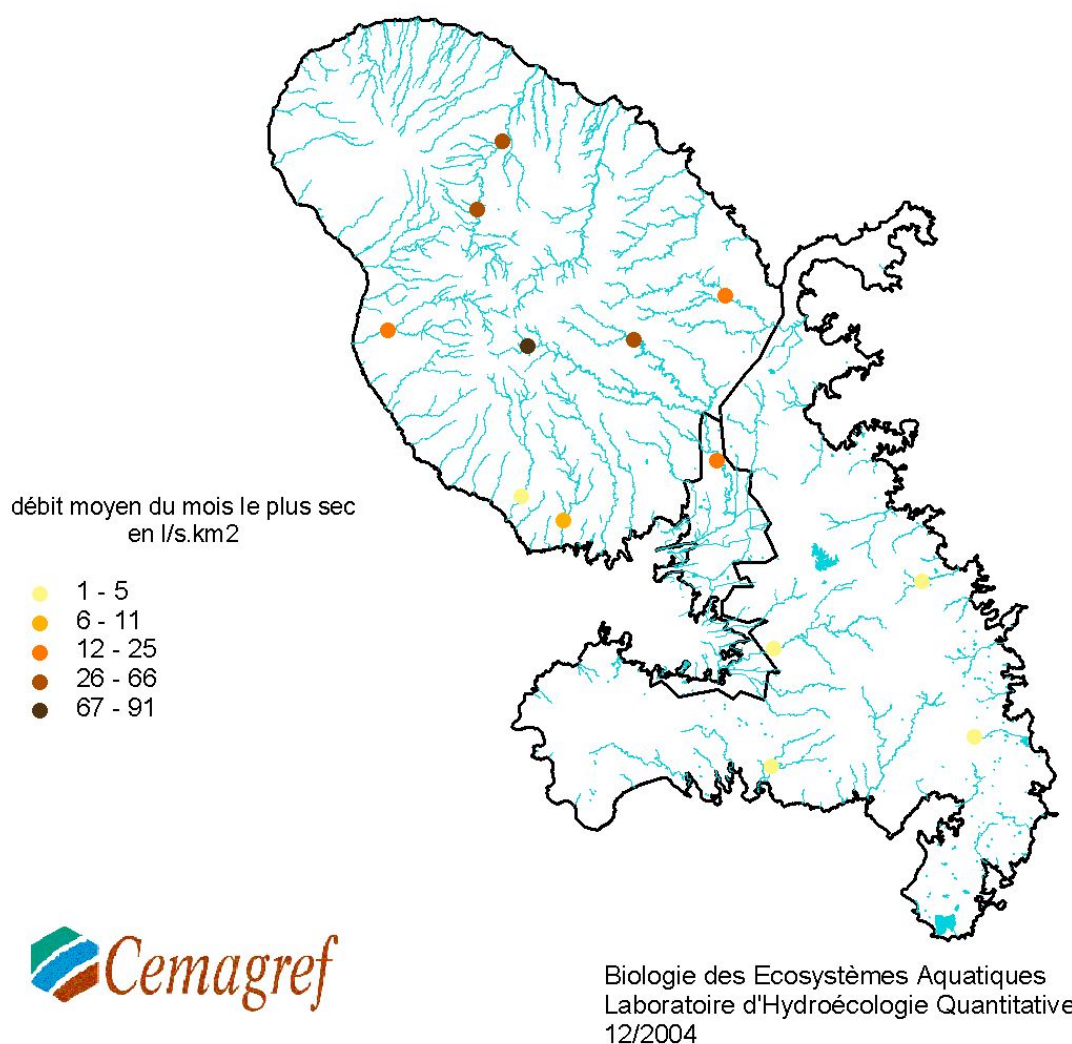 débit moyen du mois le plus sec
en l/s.km2
1 - 5
6 - 11
12 - 25
26 - 66
67 - 91
Cemagref
Biologie des Ecosystèmes Aquatiques
Laboratoire d'Hydroécologie Quantitative
12/2004